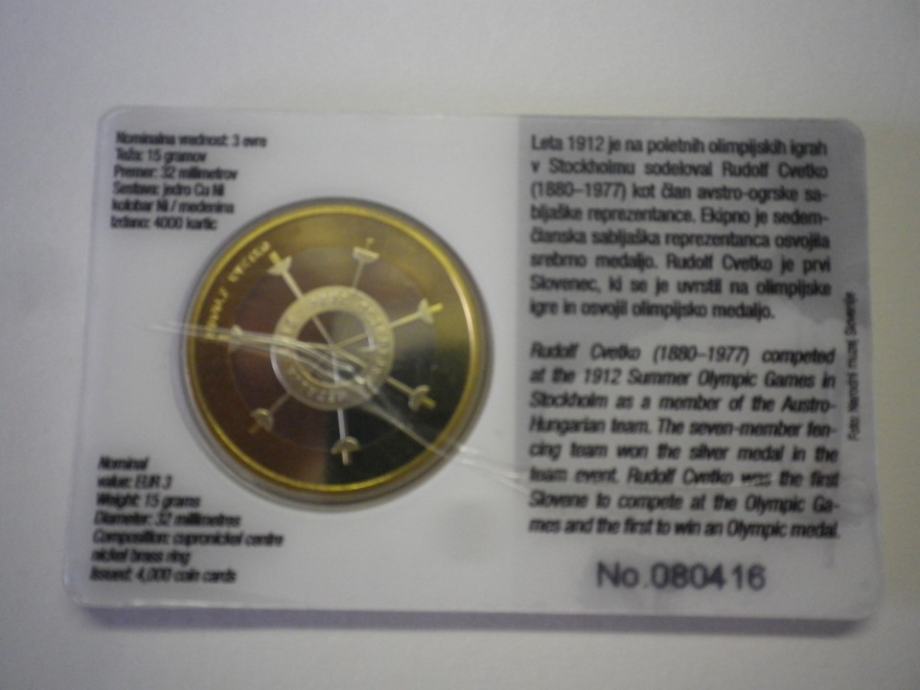 Nominalna vrednost: 3 evre
Teža: 15 gramov
Premer: 32 milimetrov
Sestava: jedro Cu Ni
kolobar Ni / medenina
Izdano: 4000 kartic
RUDOLF CVETKO
Nominal
value: EUR 3
Weight: 15 grams
Diameter: 32 millimetres
Composition: cupronickel centre
nickel brass ring
Issued: 4,000 coin cards
Leta 1912 je na poletnih olimpijskih igrah
v Stockholmu sodeloval Rudolf Cvetko
(1880–1977) kot član avstro-ogrske sa-
bljaške reprezentance. Ekipno je sedem-
članska sabljaška reprezentanca osvojila
srebrno medaljo. Rudolf Cvetko je prvi
Slovenec, ki se je uvrstil na olimpijske
igre in osvojil olimpijsko medaljo.
Rudolf Cvetko (1880–1977) competed
at the 1912 Summer Olympic Games in
Stockholm as a member of the Austro-
Hungarian team. The seven-member fen-
cing team won the silver medal in the
team event. Rudolf Cvetko was the first
Slovene to compete at the Olympic Ga-
mes and the first to win an Olympic medal.
Foto: Narodni muzej Slovenije
No.080416